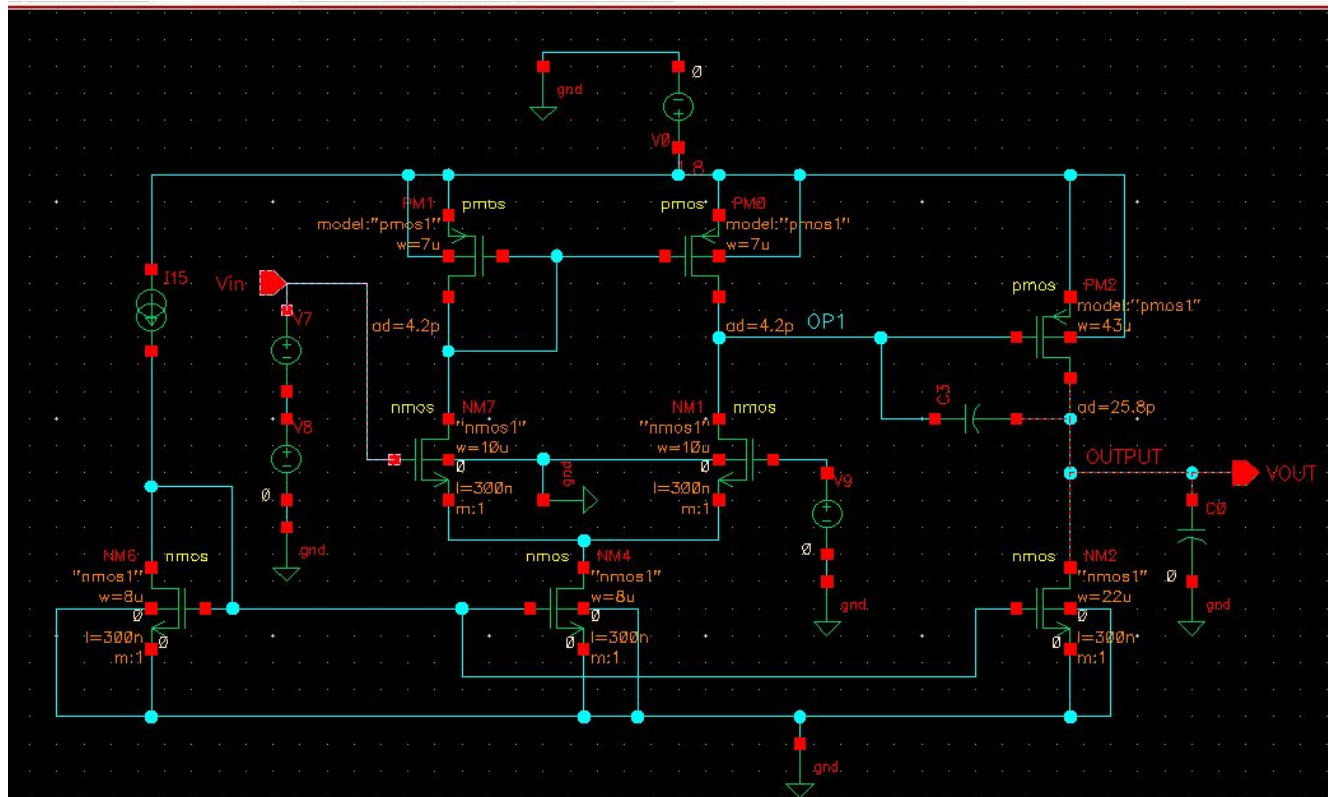 gnd
0
V0
1.8
PM1
pmos
model:"pmos1"
w=7u
ad=4.2p
pmos
PM0
model:"pmos1"
w=7u
ad=4.2p
I15
Vin
V7
V8
0
gnd
OP1
pmos
PM2
model:"pmos1"
w=43u
ad=25.8p
C3
nmos
NM7
"nmos1"
w=10u
0
l=300n
m:1
gnd
NM1
nmos
"nmos1"
w=10u
0
l=300n
m:1
V9
0
gnd
OUTPUT
VOUT
C0
0
gnd
NM6
nmos
"nmos1"
w=8u
0
l=300n
0
m:1
nmos
NM4
"nmos1"
w=8u
0
l=300n
0
m:1
nmos
NM2
"nmos1"
w=22u
0
l=300n
0
m:1
gnd